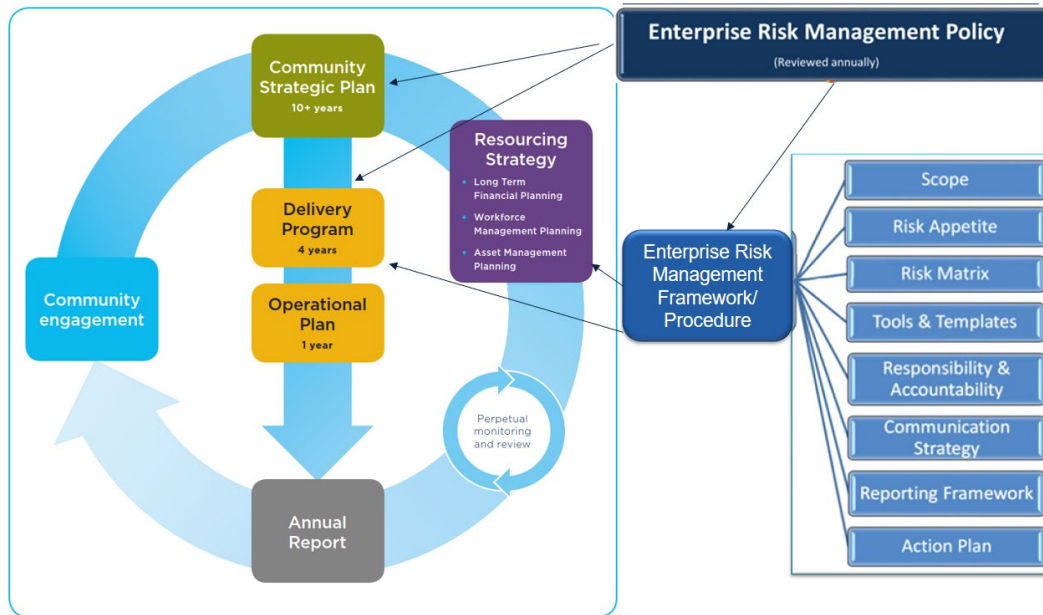 Enterprise Risk Management Policy
(Reviewed annually)
Community
Strategic Plan
10+ years
Resourcing
Strategy
• Long Term
Financial Planning
• Workforce
Management Planning
• Asset Management
Planning
Delivery
Program
4 years
Community
engagement
Operational
Plan
1 year
Perpetual
monitoring
and review
Annual
Report
Enterprise Risk
Management
Framework/
Procedure
Scope
Risk Appetite
Risk Matrix
Tools & Templates
Responsibility &
Accountability
Communication
Strategy
Reporting Framework
Action Plan